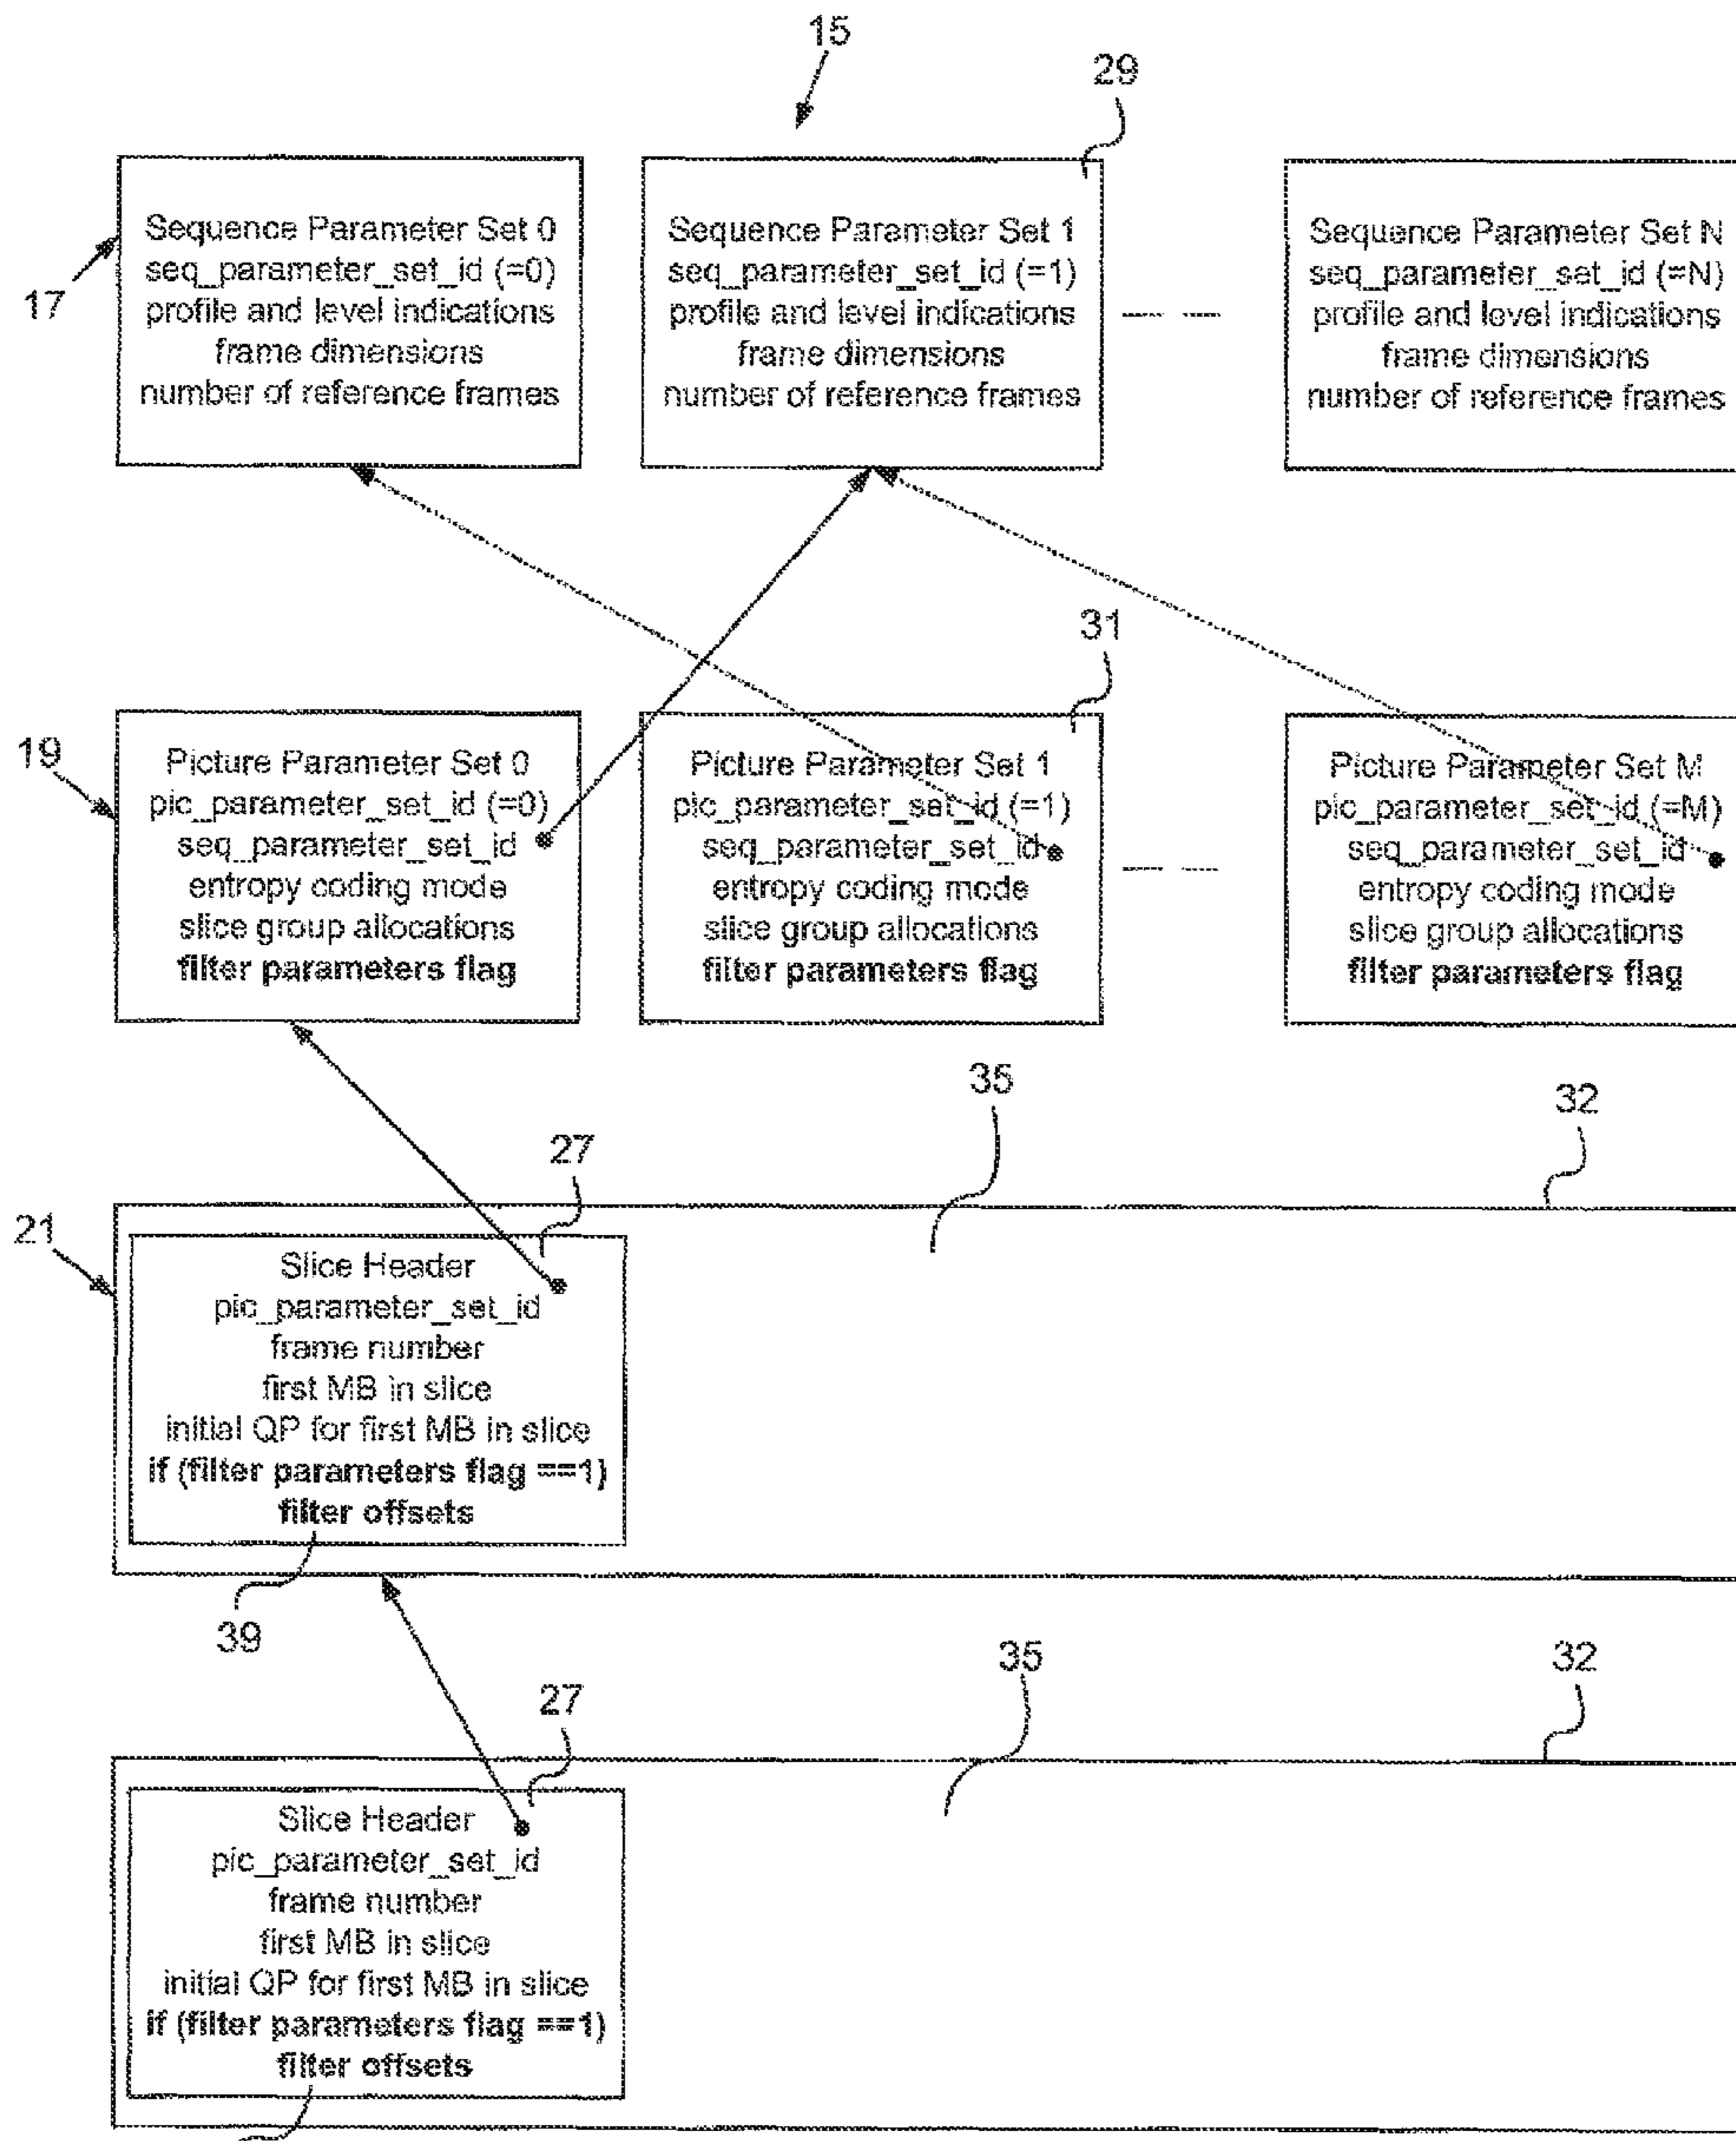 15
29
Sequence Parameter Set 0
seq_parameter_set_id (=0)
profile and level indications
frame dimensions
number of reference frames
Sequence Parameter Set 1
seq_parameter_set_id (=1)
profile and level indications
frame dimensions
number of reference frames
Sequence Parameter Set N
seq_parameter_set_id (=N)
profile and level indications
frame dimensions
number of reference frames
17
31
19
Picture Parameter Set 0
pic_parameter_set_id (=0)
seq_parameter_set_id
entropy coding mode
slice group allocations
filter parameters flag
Picture Parameter Set 1
pic_parameter_set_id (=1)
seq_parameter_set_id
entropy coding mode
slice group allocations
filter parameters flag
Picture Parameter Set M
pic_parameter_set_id (=M)
seq_parameter_set_id
entropy coding mode
slice group allocations
filter parameters flag
35
32
27
21
Slice Header
pic_parameter_set_id
frame number
first MB in slice
initial QP for first MB in slice
if (filter parameters flag ==1)
filter offsets
39
35
32
27
Slice Header
pic_parameter_set_id
frame number
first MB in slice
initial QP for first MB in slice
if (filter parameters flag ==1)
filter offsets